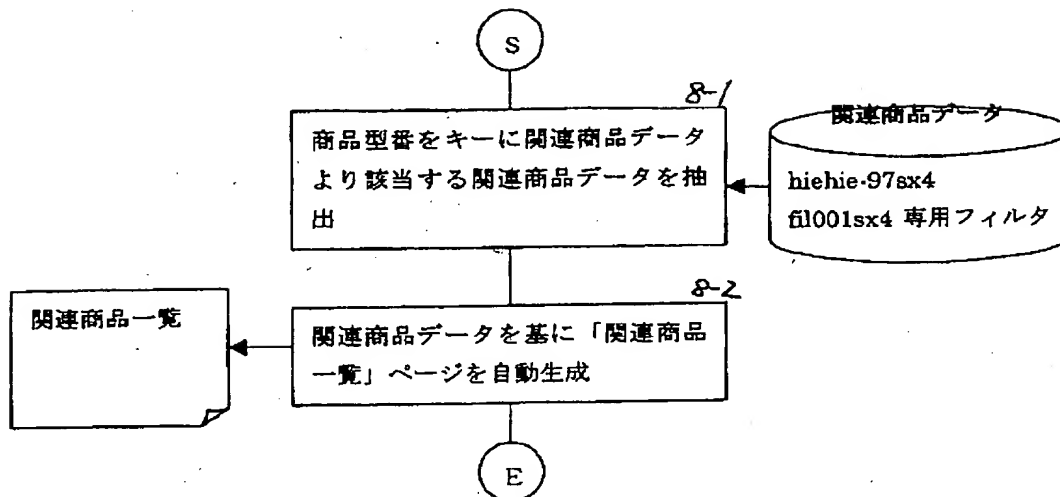 S
8-1
商品型番をキーに関連商品データ
より該当する関連商品データを抽
出
関連商品データ
hiehie-97sx4
fil001sx4 専用フィルタ
8-2
関連商品データを基に「関連商品
一覧」ページを自動生成
関連商品一覧
E